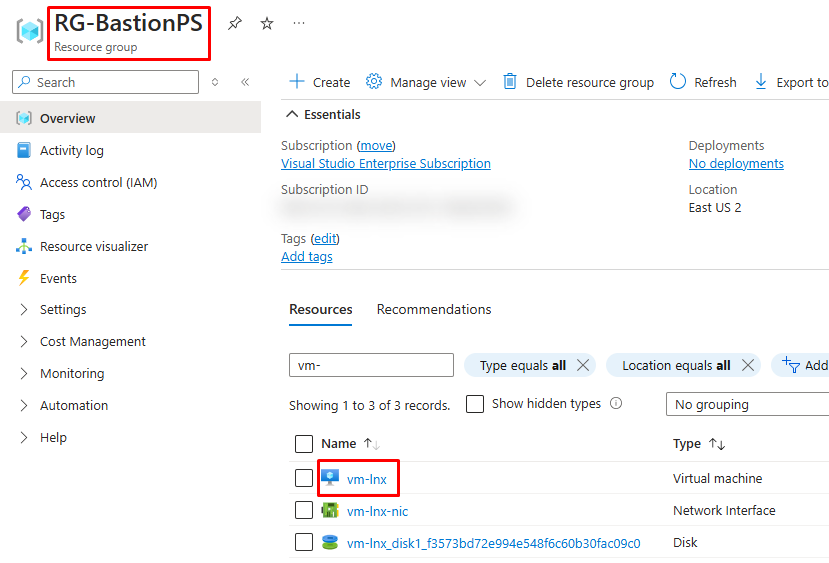 RG-BastionPS
Resource group
Search
Create
Manage view
Delete resource group
Refresh
Export to
Overview
Activity log
Access control (IAM)
Tags
Resource visualizer
Events
Settings
Cost Management
Monitoring
Automation
Help
Essentials
Subscription (move)
Visual Studio Enterprise Subscription
Subscription ID
Deployments
No deployments
Location
East US 2
Tags (edit)
Add tags
Resources Recommendations
vm- Type equals all Location equals all Add
Showing 1 to 3 of 3 records. Show hidden types No grouping
Name Type
vm-lnx Virtual machine
vm-lnx-nic Network Interface
vm-lnx_disk1_f3573bd72e994e548f6c60b30fac09c0 Disk